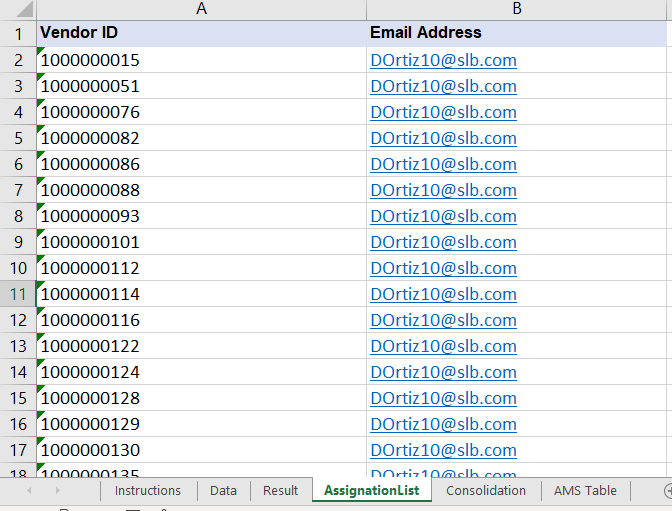 A B
1 Vendor ID Email Address
2 1000000015 DOrtiz10@slb.com
3 1000000051 DOrtiz10@slb.com
4 1000000076 DOrtiz10@slb.com
5 1000000082 DOrtiz10@slb.com
6 1000000086 DOrtiz10@slb.com
7 1000000088 DOrtiz10@slb.com
8 1000000093 DOrtiz10@slb.com
9 1000000101 DOrtiz10@slb.com
10 1000000112 DOrtiz10@slb.com
11 1000000114 DOrtiz10@slb.com
12 1000000116 DOrtiz10@slb.com
13 1000000122 DOrtiz10@slb.com
14 1000000124 DOrtiz10@slb.com
15 1000000128 DOrtiz10@slb.com
16 1000000129 DOrtiz10@slb.com
17 1000000130 DOrtiz10@slb.com
18 1000000135 DOrtiz10@slb.com
Instructions Data Result AssignationList Consolidation AMS Table